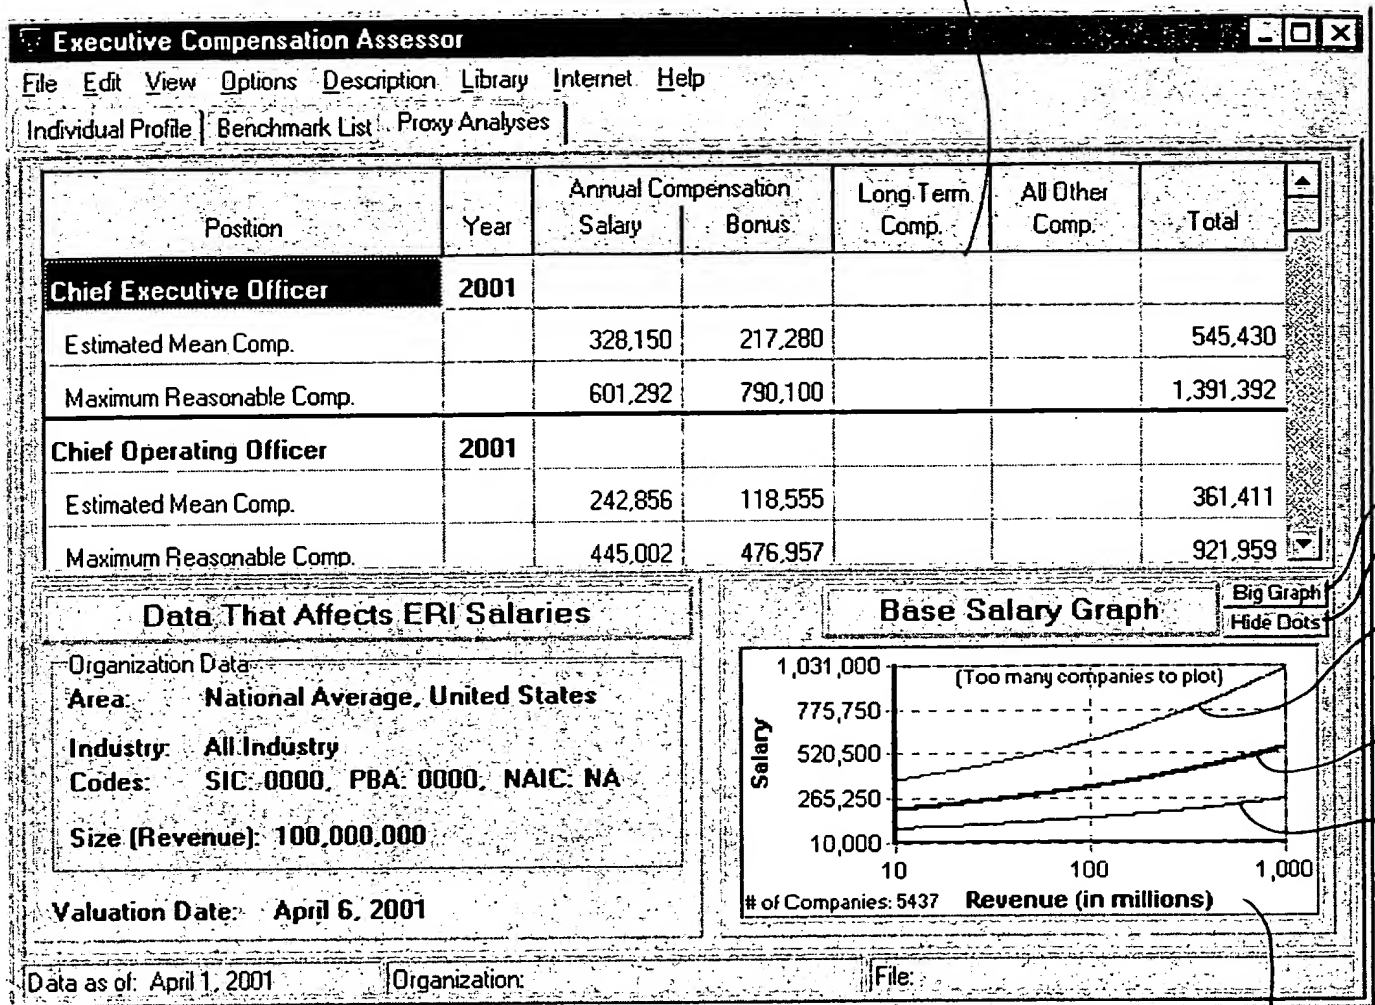 Executive Compensation Assessor
File Edit View Options Description Library Internet Help
Individual Profile Benchmark List Proxy Analyses
Position Year Annual Compensation Salary Bonus Long Term Comp. All Other Comp. Total
Chief Executive Officer 2001
Estimated Mean Comp. 328,150 217,280 545,430
Maximum Reasonable Comp. 601,292 790,100 1,391,392
Chief Operating Officer 2001
Estimated Mean Comp. 242,856 118,555 361,411
Maximum Reasonable Comp. 445,002 476,957 921,959
Data That Affects ERI Salaries
Organization Data
Area: National Average, United States
Industry: All Industry
Codes: SIC: 0000, PBA: 0000, NAIC: NA
Size (Revenue): 100,000,000
Valuation Date: April 6, 2001
Base Salary Graph
Big Graph
Hide Dots
(Too many companies to plot)
Salary
1,031,000
775,750
520,500
265,250
10,000
10 100 1,000
# of Companies: 5437 Revenue (in millions)
Data as of: April 1, 2001 Organization: File: